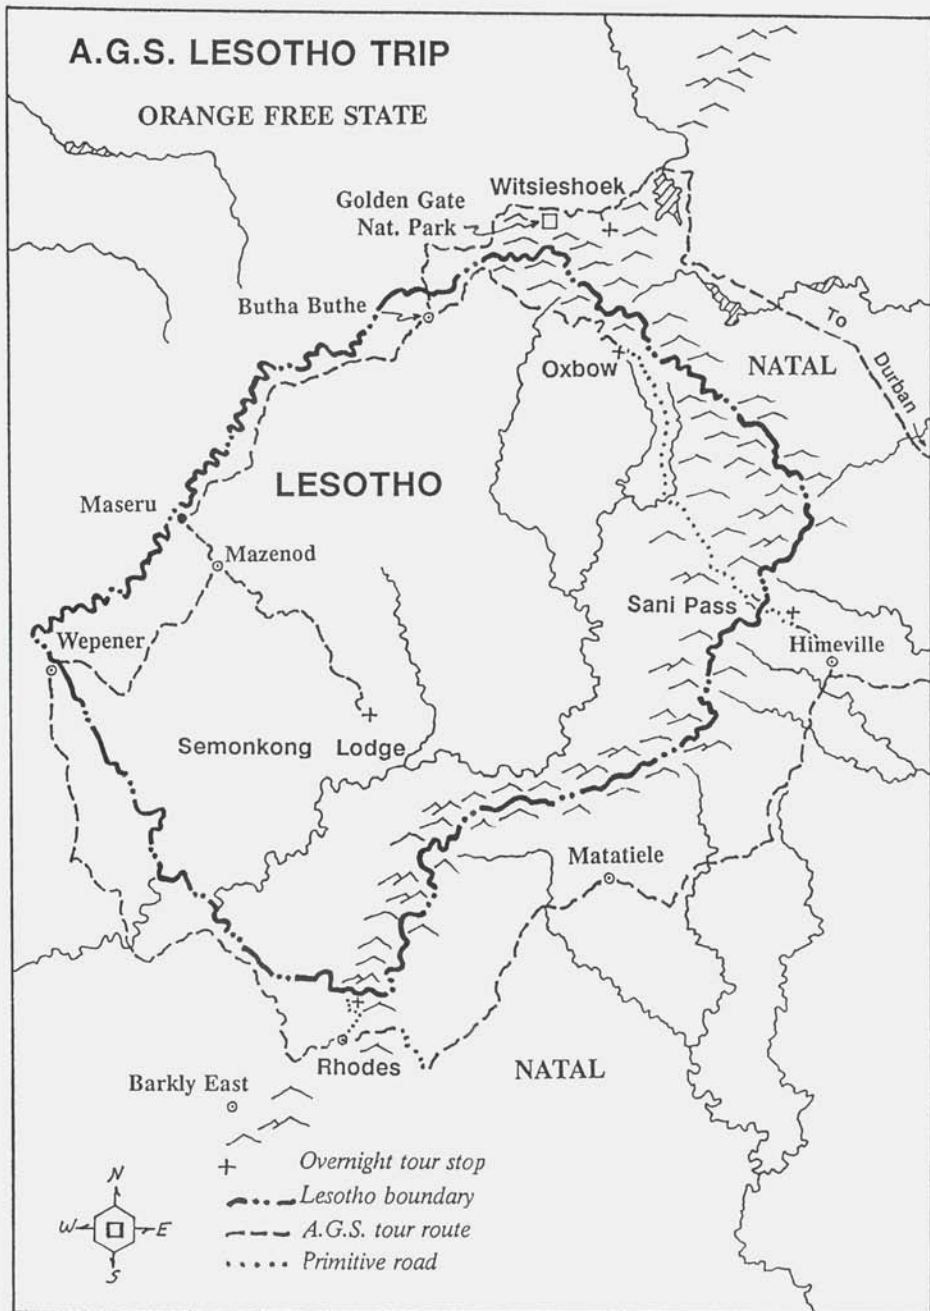 A.G.S. LESOTHO TRIP
ORANGE FREE STATE
Witsieshoek
Golden Gate
Nat. Park
Butha Buthe
Oxbow
NATAL
To
Durban
LESOTHO
Maseru
Mazenod
Sani Pass
Wepener
Himeville
Semonkong Lodge
Matatiele
Rhodes
NATAL
Barkly East
Overnight tour stop
Lesotho boundary
A.G.S. tour route
Primitive road
N
W E
S